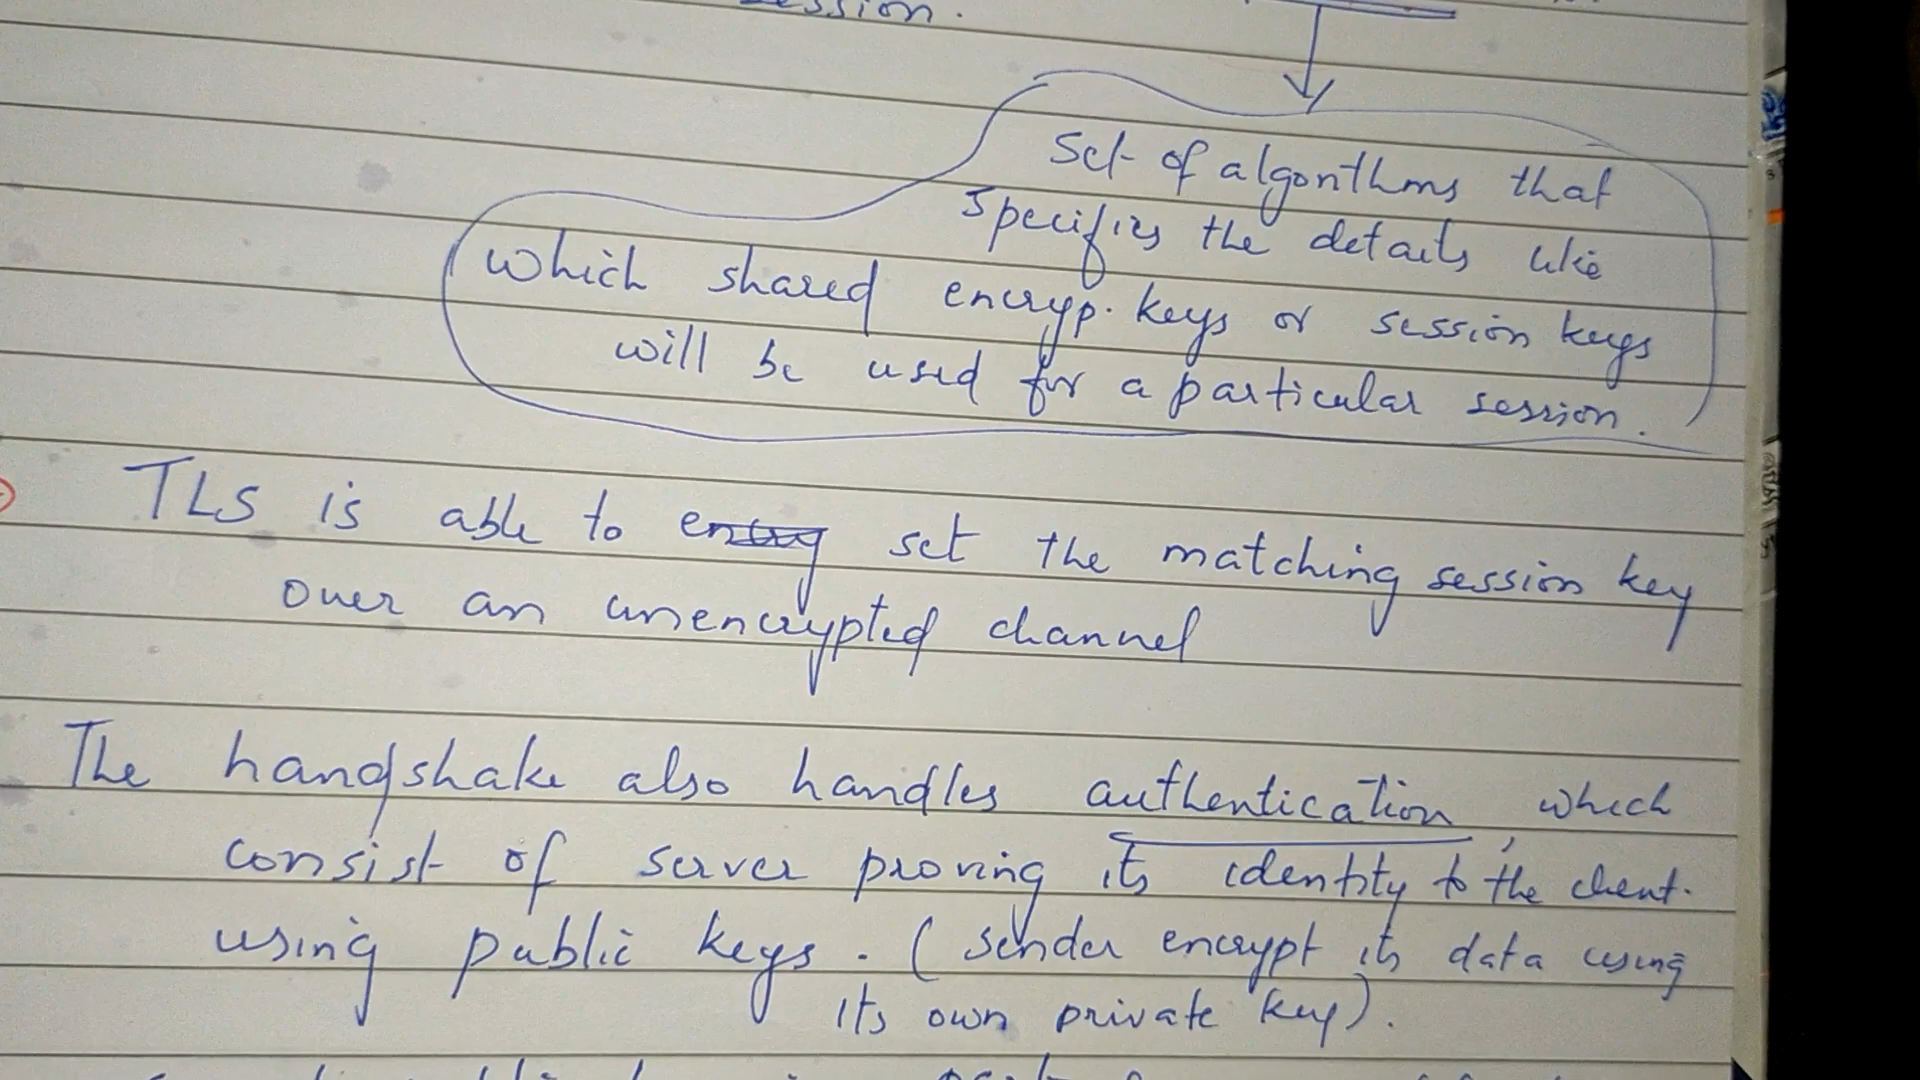 session.
Set of algorithms that
specifies the details like
which shared encryp. keys or session keys
will be used for a particular session.
TLS is able to set the matching session key
over an unencrypted channel
The handshake also handles authentication, which
consist of server proving its identity to the client.
using public keys. (sender encrypt its data using
its own private key).